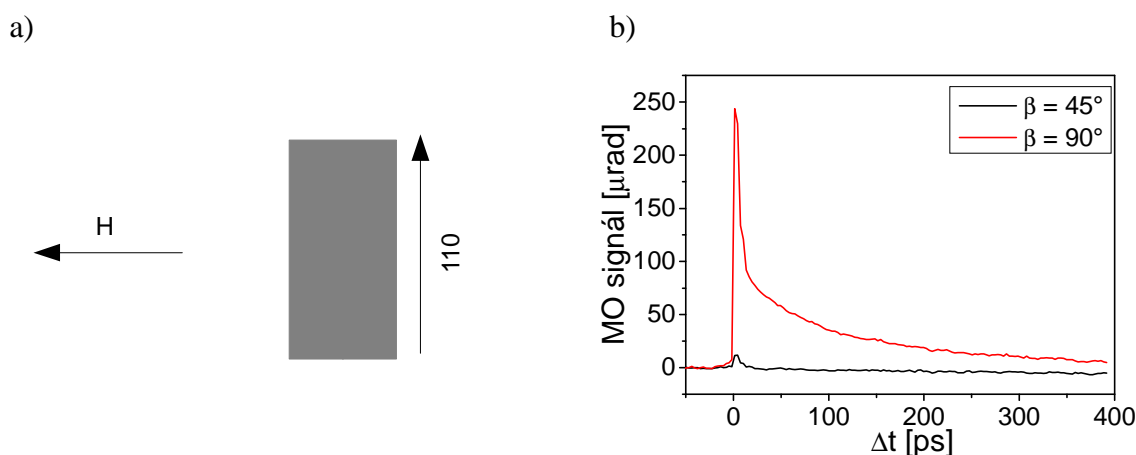 a)
H
110
b)
MO signál [μrad]
250
200
150
100
50
0
β = 45°
β = 90°
0
100
200
300
400
Δt [ps]